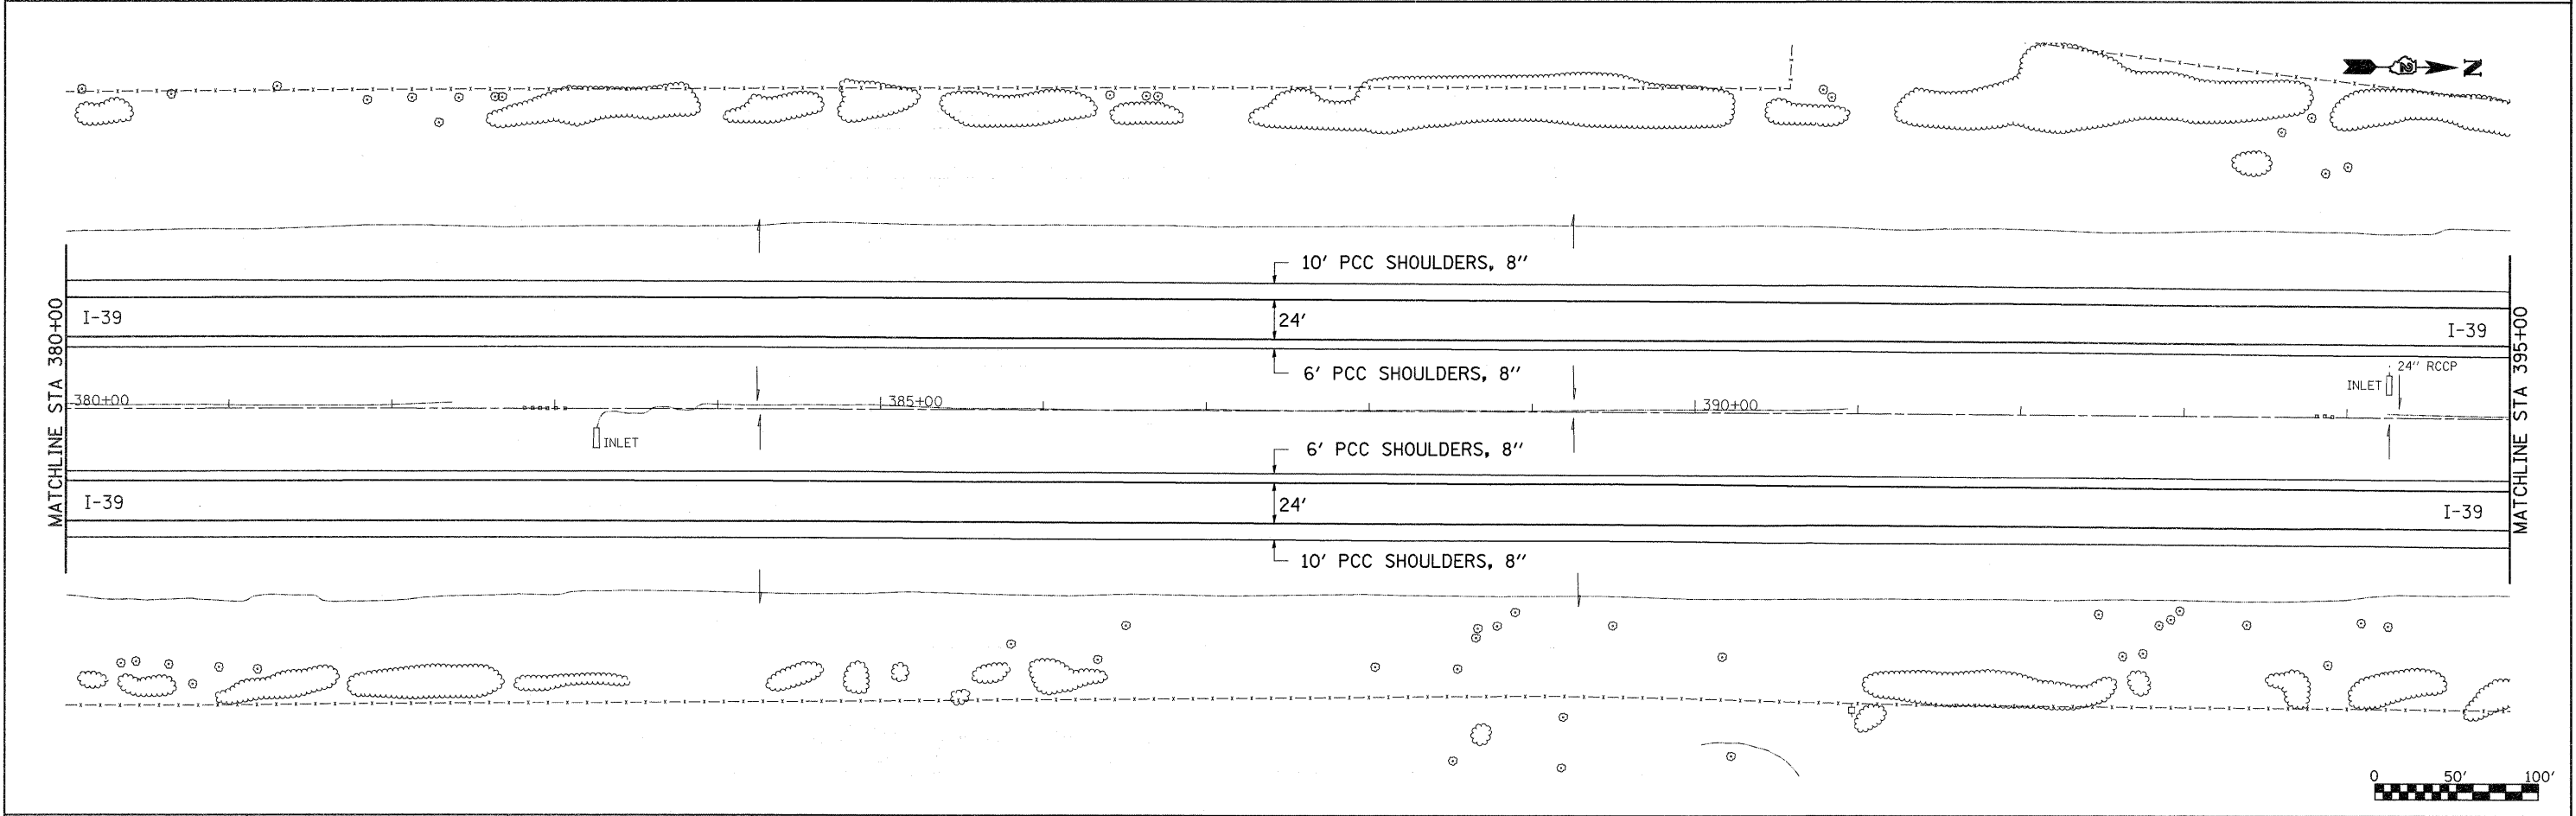 N
10' PCC SHOULDERS, 8"
MATCHLINE STA 380+00
I-39
24'
I-39
MATCHLINE STA 395+00
6' PCC SHOULDERS, 8"
24" RCCP
INLET
380+00
385+00
390+00
INLET
6' PCC SHOULDERS, 8"
I-39
24'
I-39
10' PCC SHOULDERS, 8"
0 50' 100'